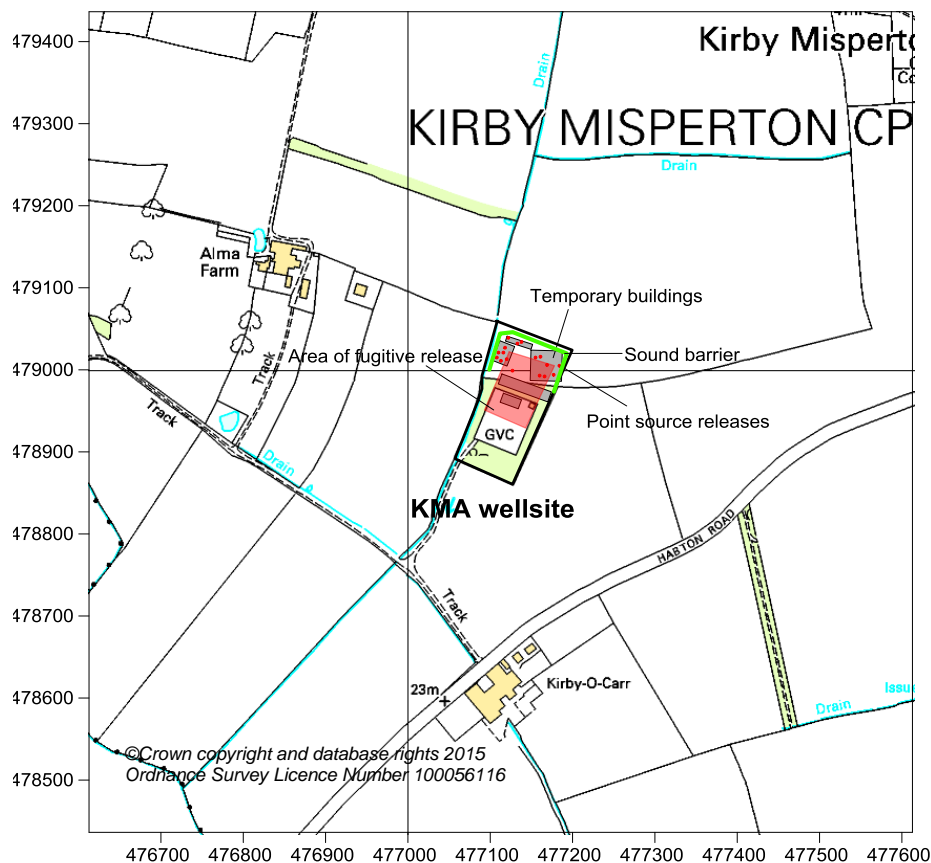 479400
479300
479200
479100
479000
478900
478800
478700
478600
478500
Kirby Misperto
KIRBY MISPERTON CP
Drain
Drain
Alma
Farm
Temporary buildings
Area of fugitive release
Sound barrier
Track
Track
Point source releases
GVC
Drain
KMA wellsite
HABTON ROAD
Track
23m
Kirby-O-Carr
Drain
Issu
©Crown copyright and database rights 2015
Ordnance Survey Licence Number 100056116
476700 476800 476900 477000 477100 477200 477300 477400 477500 477600